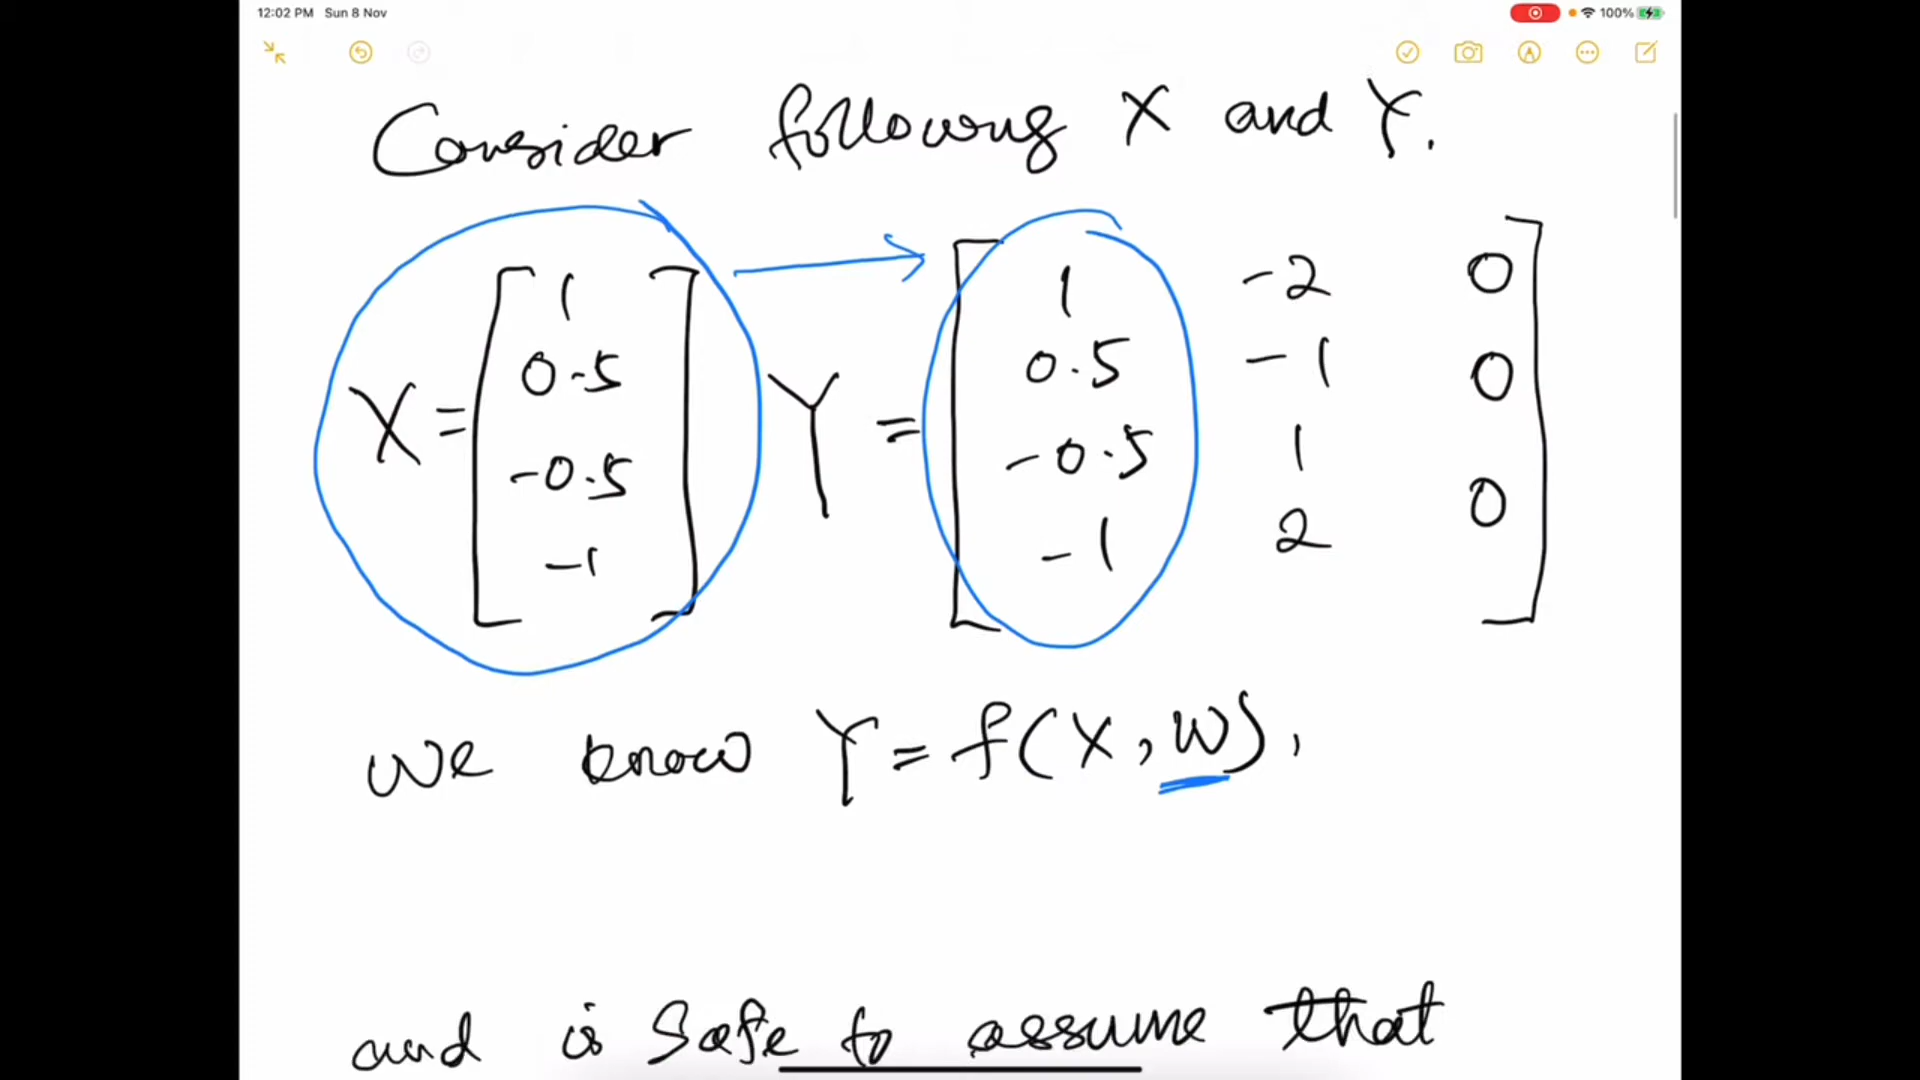 12:02 PM Sun 8 Nov 100%
Consider following X and Y.
1 1 -2 0
0.5 0.5 -1 0
X = Y =
-0.5 -0.5 1 0
-1 -1 2
we know Y = f(X, W),
and is safe to assume that